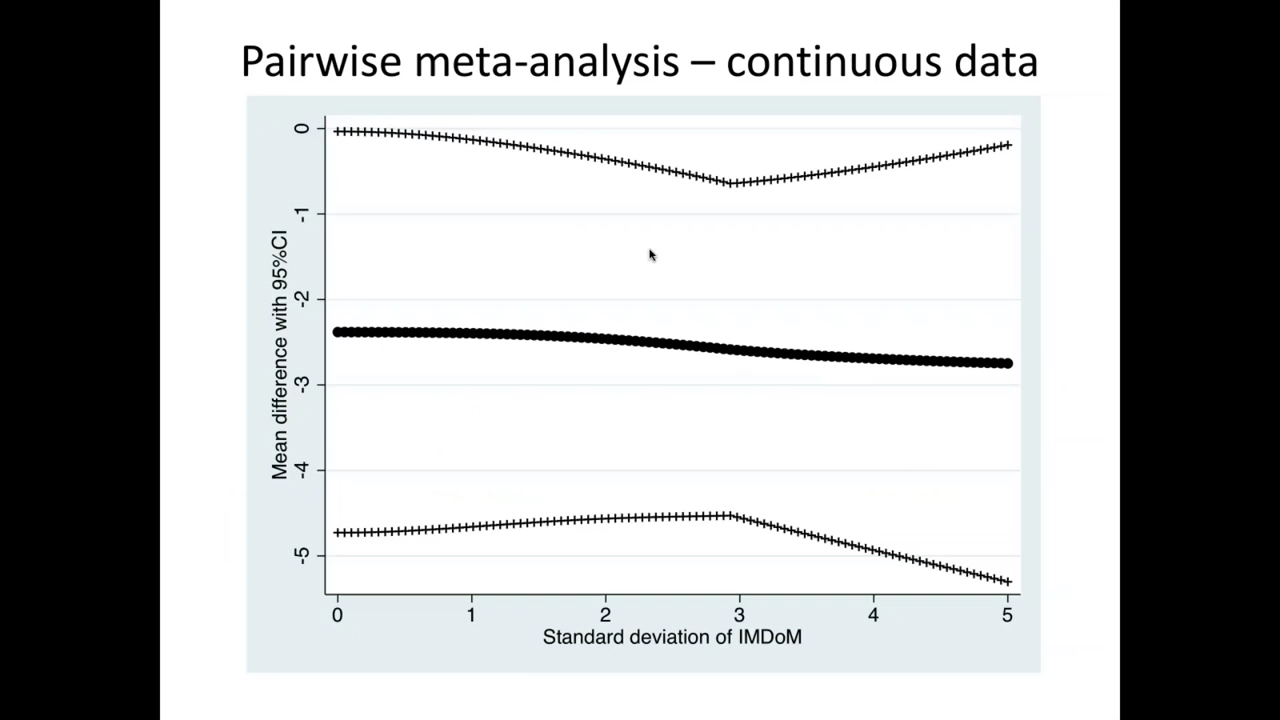 Pairwise meta-analysis – continuous data
Mean difference with 95%CI
0
-1
-2
-3
-4
-5
0 1 2 3 4 5
Standard deviation of IMDoM